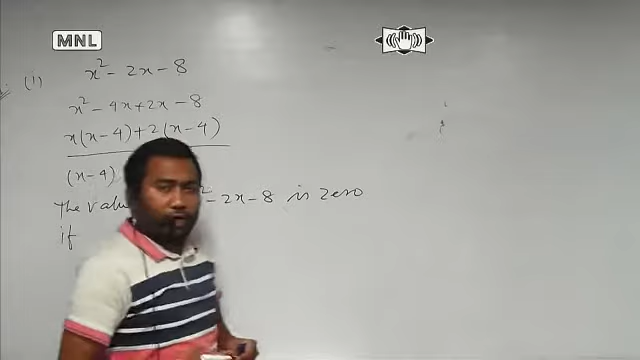 MNL
(i) x² - 2x - 8
x² - 4x + 2x - 8
x(x-4) + 2(x-4)
(x-4)
The valu ² - 2x - 8 is zero
if